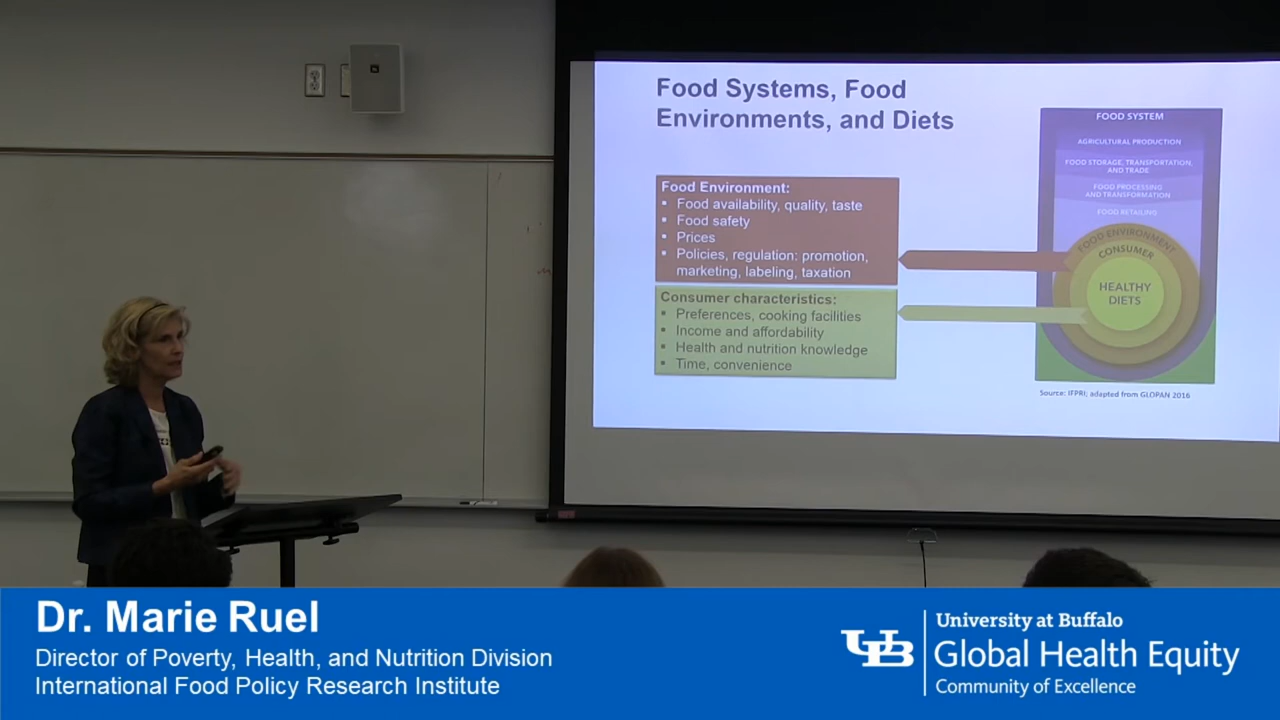 Food Systems, Food
Environments, and Diets
Food Environment:
▪ Food availability, quality, taste
▪ Food safety
▪ Prices
▪ Policies, regulation: promotion,
marketing, labeling, taxation
Consumer characteristics:
▪ Preferences, cooking facilities
▪ Income and affordability
▪ Health and nutrition knowledge
▪ Time, convenience
FOOD SYSTEM
AGRICULTURAL PRODUCTION
FOOD STORAGE, TRANSPORTATION,
AND TRADE
FOOD PROCESSING
AND TRANSFORMATION
FOOD RETAILING
FOOD ENVIRONMENT
CONSUMER
HEALTHY
DIETS
Source: IFPRI; adapted from GLOPAN 2016
Dr. Marie Ruel
Director of Poverty, Health, and Nutrition Division
International Food Policy Research Institute
UB
University at Buffalo
Global Health Equity
Community of Excellence